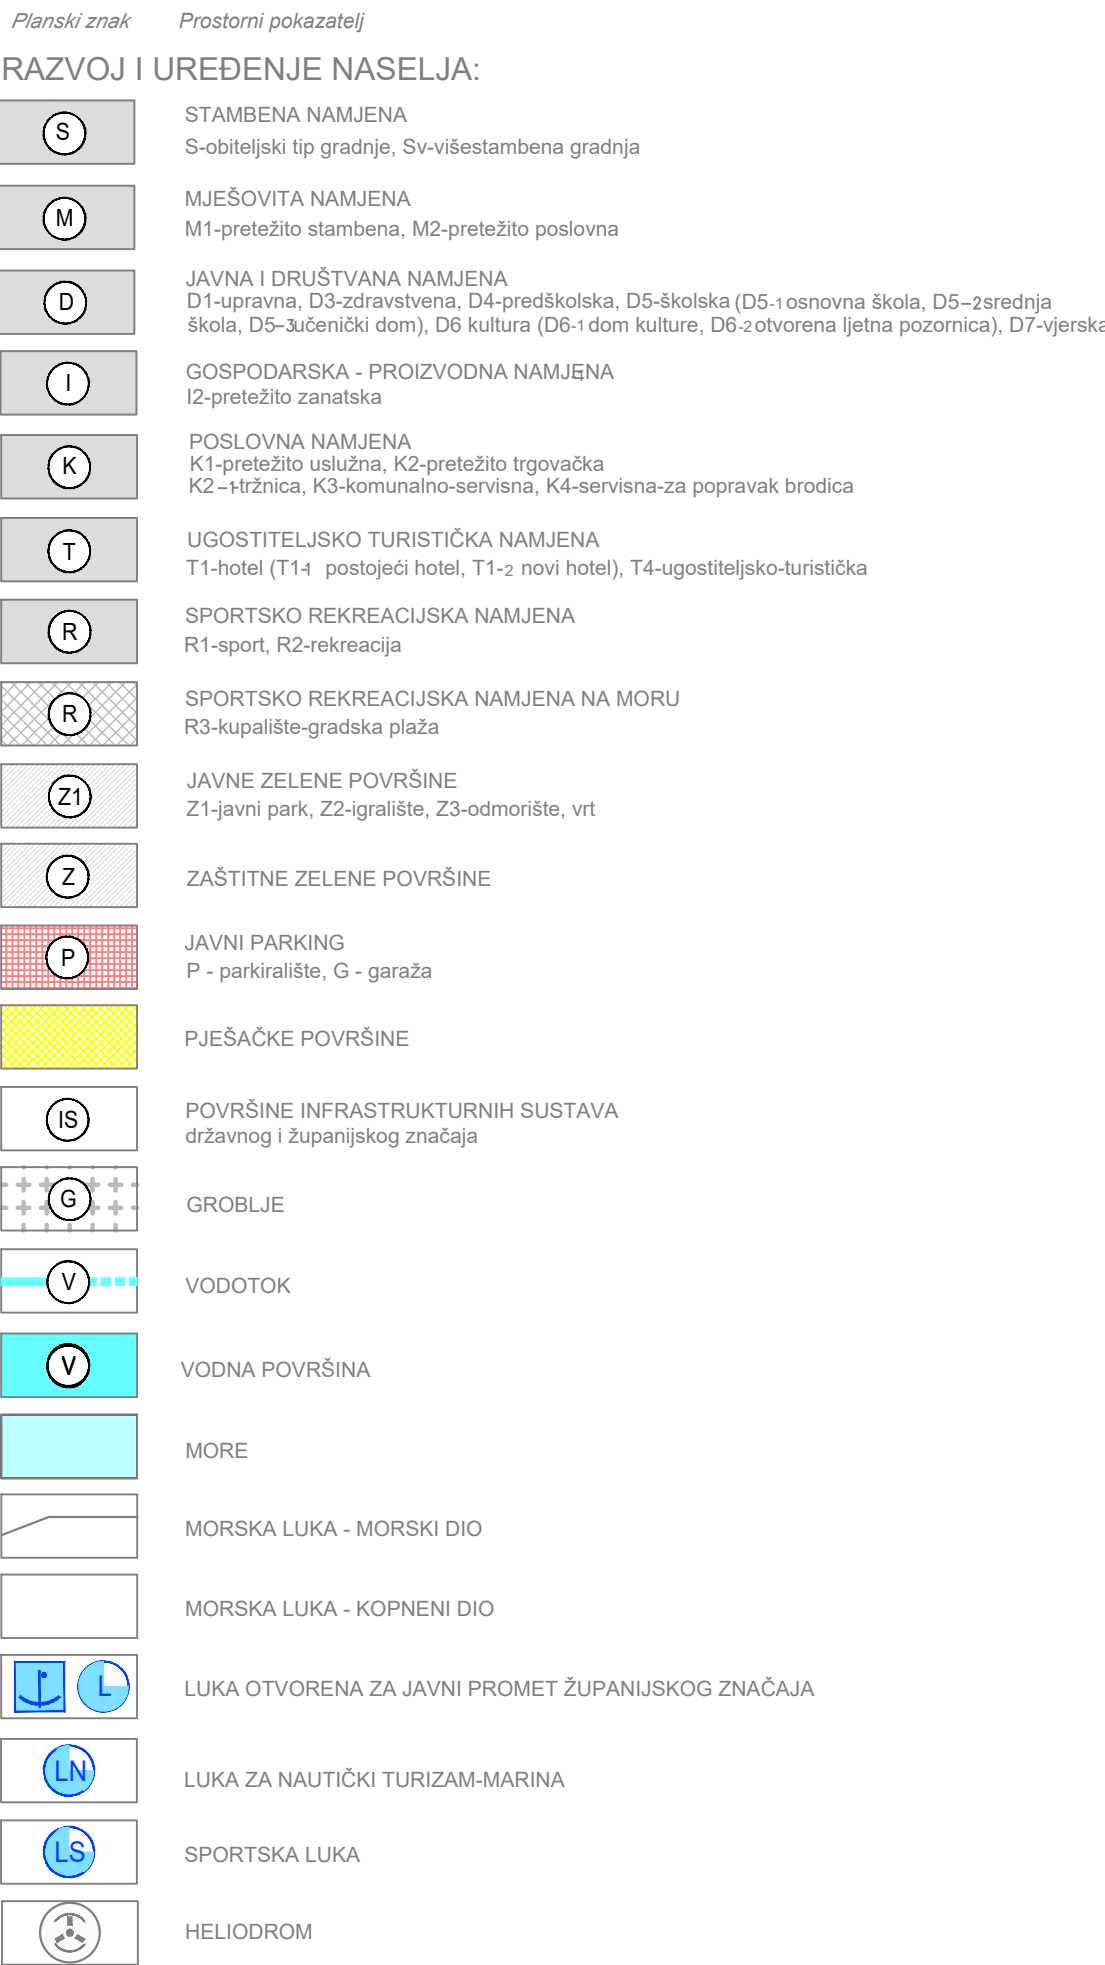 Planski znak Prostorni pokazatelj
RAZVOJ I UREĐENJE NASELJA:
S STAMBENA NAMJENA
S-obiteljski tip gradnje, Sv-višestambena gradnja
M MJEŠOVITA NAMJENA
M1-pretežito stambena, M2-pretežito poslovna
D JAVNA I DRUŠTVANA NAMJENA
D1-upravna, D3-zdravstvena, D4-predškolska, D5-školska (D5-1 osnovna škola, D5-2 srednja
škola, D5-3 učenički dom), D6 kultura (D6-1 dom kulture, D6-2 otvorena ljetna pozornica), D7-vjerska
I GOSPODARSKA - PROIZVODNA NAMJENA
I2-pretežito zanatska
K POSLOVNA NAMJENA
K1-pretežito uslužna, K2-pretežito trgovačka
K2-1-tržnica, K3-komunalno-servisna, K4-servisna-za popravak brodica
T UGOSTITELJSKO TURISTIČKA NAMJENA
T1-hotel (T1-1 postojeći hotel, T1-2 novi hotel), T4-ugostiteljsko-turistička
R SPORTSKO REKREACIJSKA NAMJENA
R1-sport, R2-rekreacija
R SPORTSKO REKREACIJSKA NAMJENA NA MORU
R3-kupalište-gradska plaža
Z1 JAVNE ZELENE POVRŠINE
Z1-javni park, Z2-igralište, Z3-odmorište, vrt
Z ZAŠTITNE ZELENE POVRŠINE
P JAVNI PARKING
P - parkiralište, G - garaža
PJEŠAČKE POVRŠINE
IS POVRŠINE INFRASTRUKTURNIH SUSTAVA
državnog i županijskog značaja
G GROBLJE
V VODOTOK
V VODNA POVRŠINA
MORE
MORSKA LUKA - MORSKI DIO
MORSKA LUKA - KOPNENI DIO
L LUKA OTVORENA ZA JAVNI PROMET ŽUPANIJSKOG ZNAČAJA
LN LUKA ZA NAUTIČKI TURIZAM-MARINA
LS SPORTSKA LUKA
HELIODROM